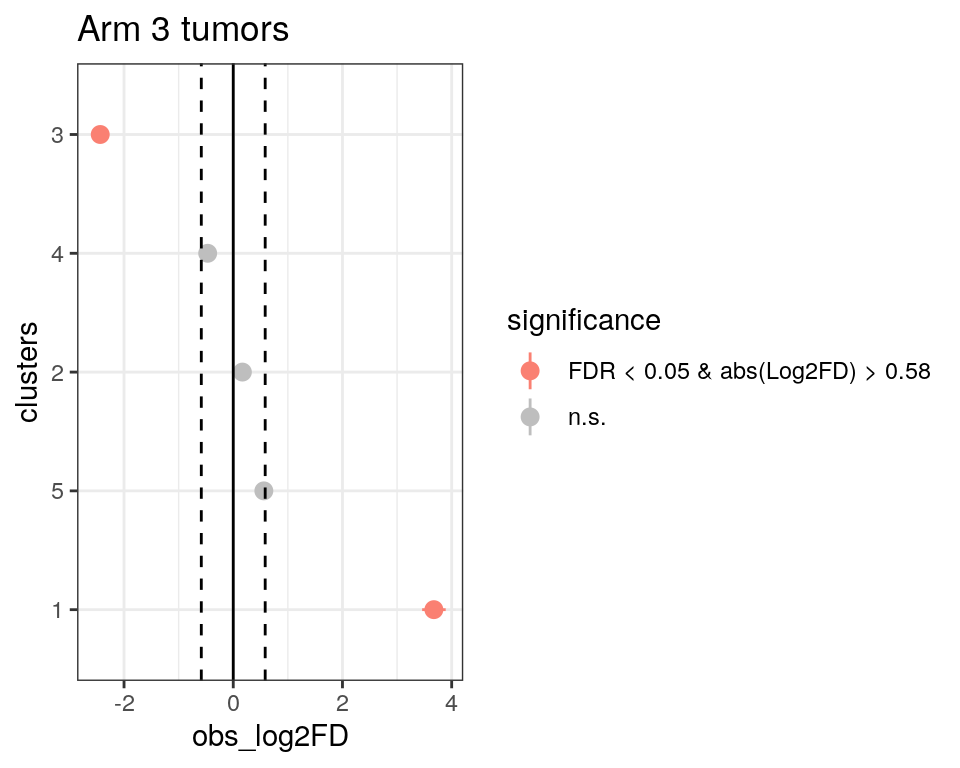 Arm 3 tumors
3
4
2
5
1
clusters
-2 0 2 4
obs_log2FD
significance
FDR < 0.05 & abs(Log2FD) > 0.58
n.s.